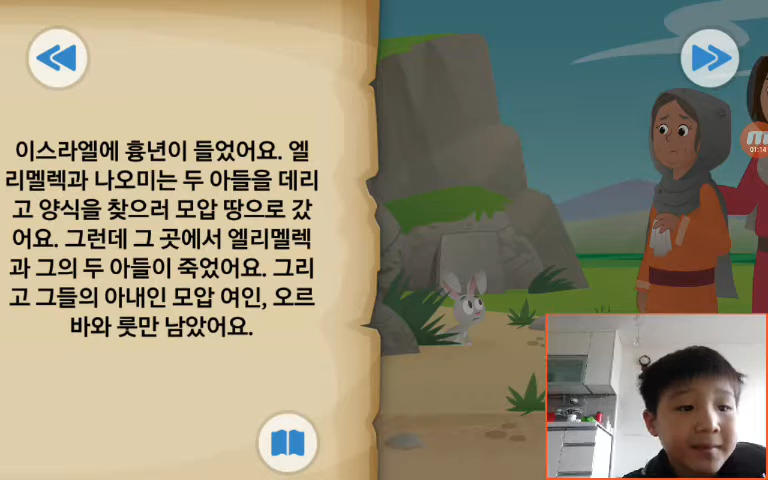 이스라엘에 흉년이 들었어요. 엘
리멜렉과 나오미는 두 아들을 데리
고 양식을 찾으러 모압 땅으로 갔
어요. 그런데 그 곳에서 엘리멜렉
과 그의 두 아들이 죽었어요. 그리
고 그들의 아내인 모압 여인, 오르
바와 룻만 남았어요.
01:14